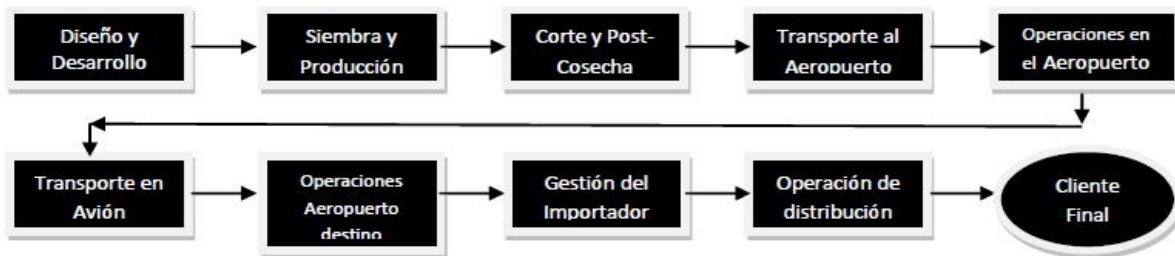 Diseño y
Desarrollo
Siembra y
Producción
Corte y Post-
Cosecha
Transporte al
Aeropuerto
Operaciones en
el Aeropuerto
Transporte en
Avión
Operaciones
Aeropuerto
destino
Gestión del
Importador
Operación de
distribución
Cliente
Final